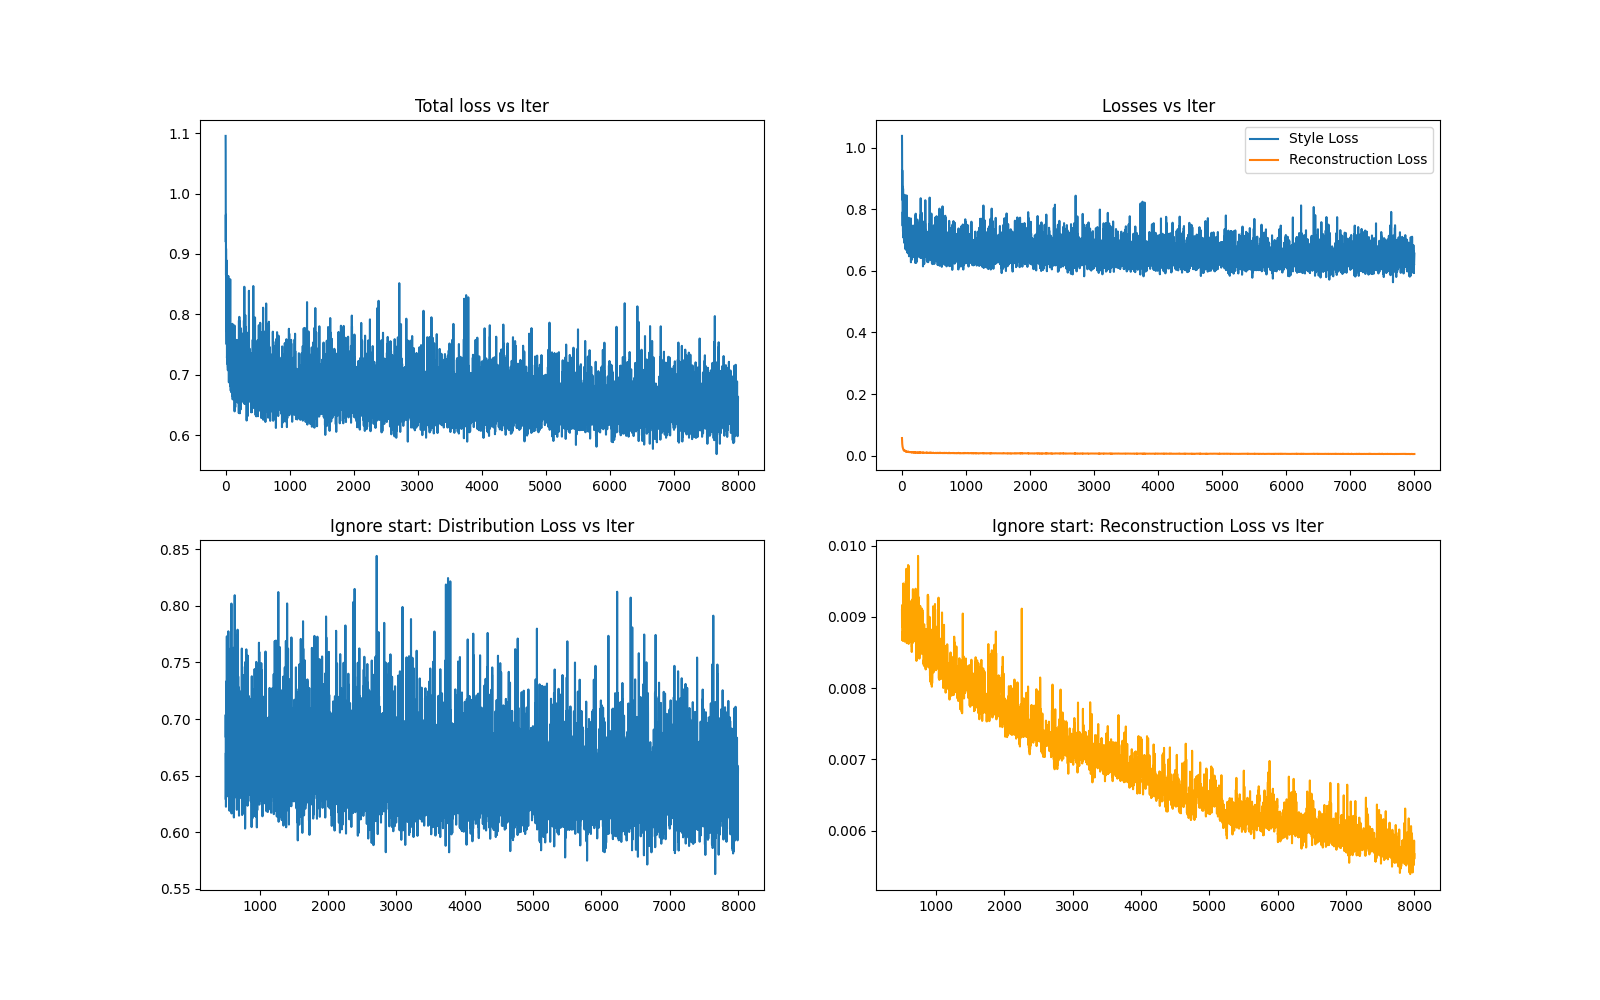 Total loss vs Iter
1.1
1.0
0.9
0.8
0.7
0.6
0 1000 2000 3000 4000 5000 6000 7000 8000
Losses vs Iter
Style Loss
Reconstruction Loss
1.0
0.8
0.6
0.4
0.2
0.0
0 1000 2000 3000 4000 5000 6000 7000 8000
Ignore start: Distribution Loss vs Iter
0.85
0.80
0.75
0.70
0.65
0.60
0.55
1000 2000 3000 4000 5000 6000 7000 8000
Ignore start: Reconstruction Loss vs Iter
0.010
0.009
0.008
0.007
0.006
1000 2000 3000 4000 5000 6000 7000 8000